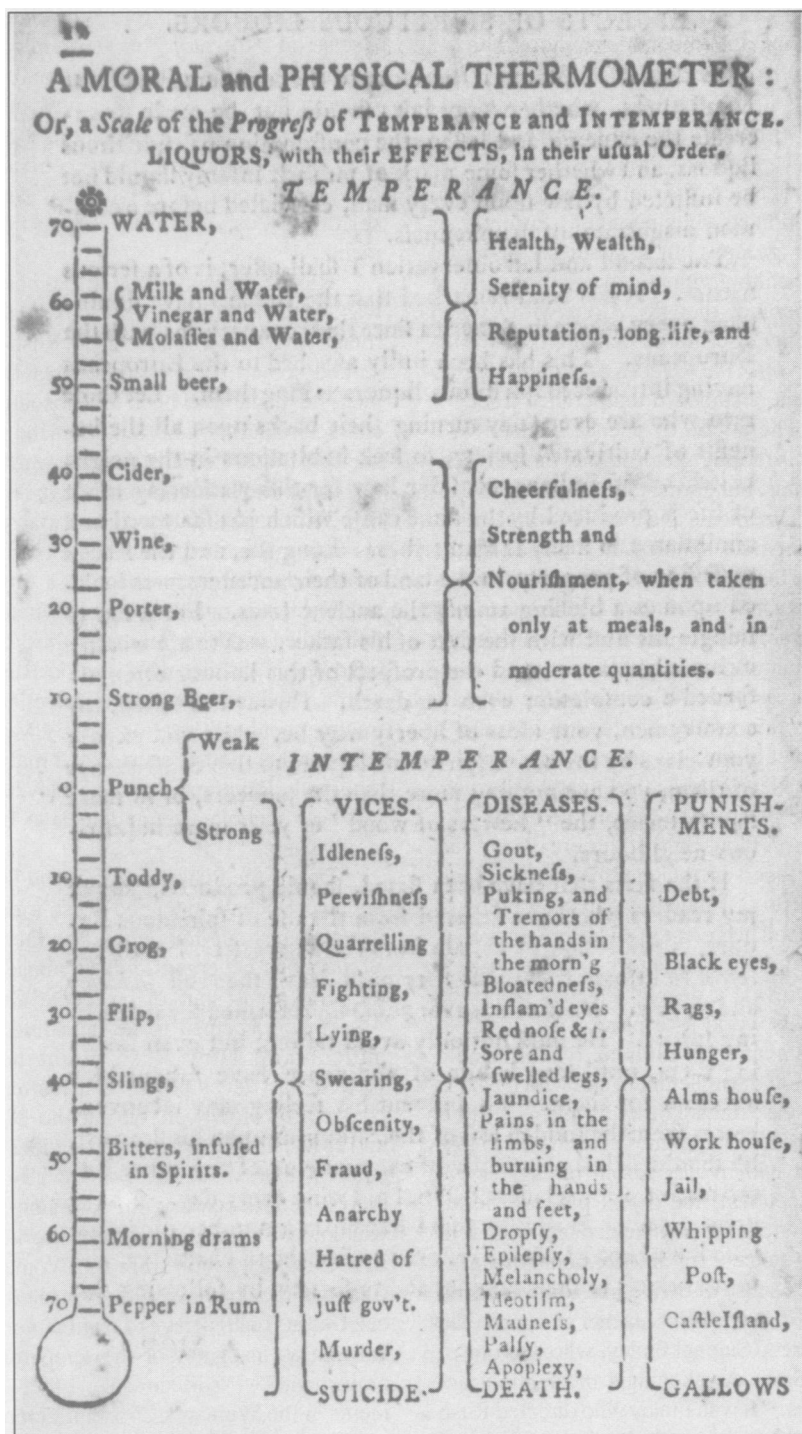 A MORAL and PHYSICAL THERMOMETER:
Or, a Scale of the Progreſs of TEMPERANCE and INTEMPERANCE.
LIQUORS, with their EFFECTS, in their uſual Order.
TEMPERANCE.
70 WATER,
60
Milk and Water,
Vinegar and Water,
Molaſſes and Water,
50 Small beer,
Health, Wealth,
Serenity of mind,
Reputation, long life, and
Happineſs.
40 Cider,
30 Wine,
20 Porter,
10 Strong Beer,
Cheerfulneſs,
Strength and
Nouriſhment, when taken
only at meals, and in
moderate quantities.
INTEMPERANCE.
Weak
0 Punch
Strong
10 Toddy,
20 Grog,
30 Flip,
40 Slings,
50 Bitters, infuſed
in Spirits.
60 Morning drams
70 Pepper in Rum
VICES.
Idleneſs,
Peeviſhneſs
Quarrelling
Fighting,
Lying,
Swearing,
Obſcenity,
Fraud,
Anarchy
Hatred of
juſt gov't.
Murder,
SUICIDE
DISEASES.
Gout,
Sickneſs,
Puking, and
Tremors of
the hands in
the morn'g
Bloatedneſs,
Inflam'd eyes
Red noſe &
Sore and
ſwelled legs,
Jaundice,
Pains in the
limbs, and
burning in
the hands
and feet,
Dropſy,
Epilepſy,
Melancholy,
Ideotiſm,
Madneſs,
Palſy,
Apoplexy,
DEATH.
PUNISH-
MENTS.
Debt,
Black eyes,
Rags,
Hunger,
Alms houſe,
Work houſe,
Jail,
Whipping
Poſt,
Caſtle Iſland,
GALLOWS